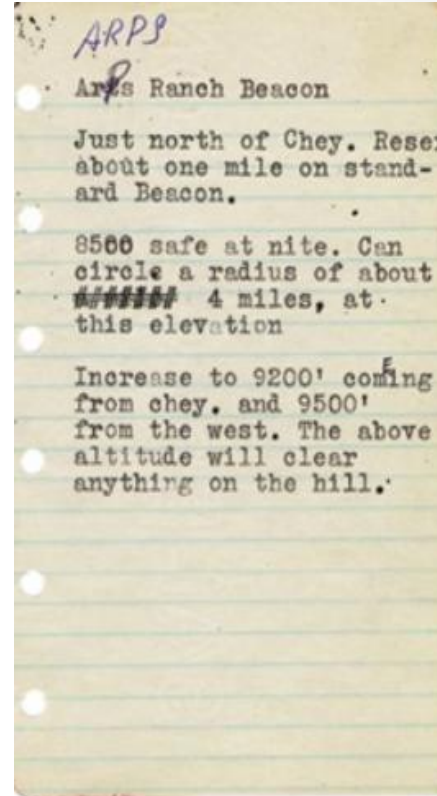 ARPS
Arps Ranch Beacon
Just north of Chey. Reser
about one mile on stand-
ard Beacon.
8500 safe at nite. Can
circle a radius of about
4 miles, at
this elevation
Increase to 9200' coming
from chey. and 9500'
from the west. The above
altitude will clear
anything on the hill.